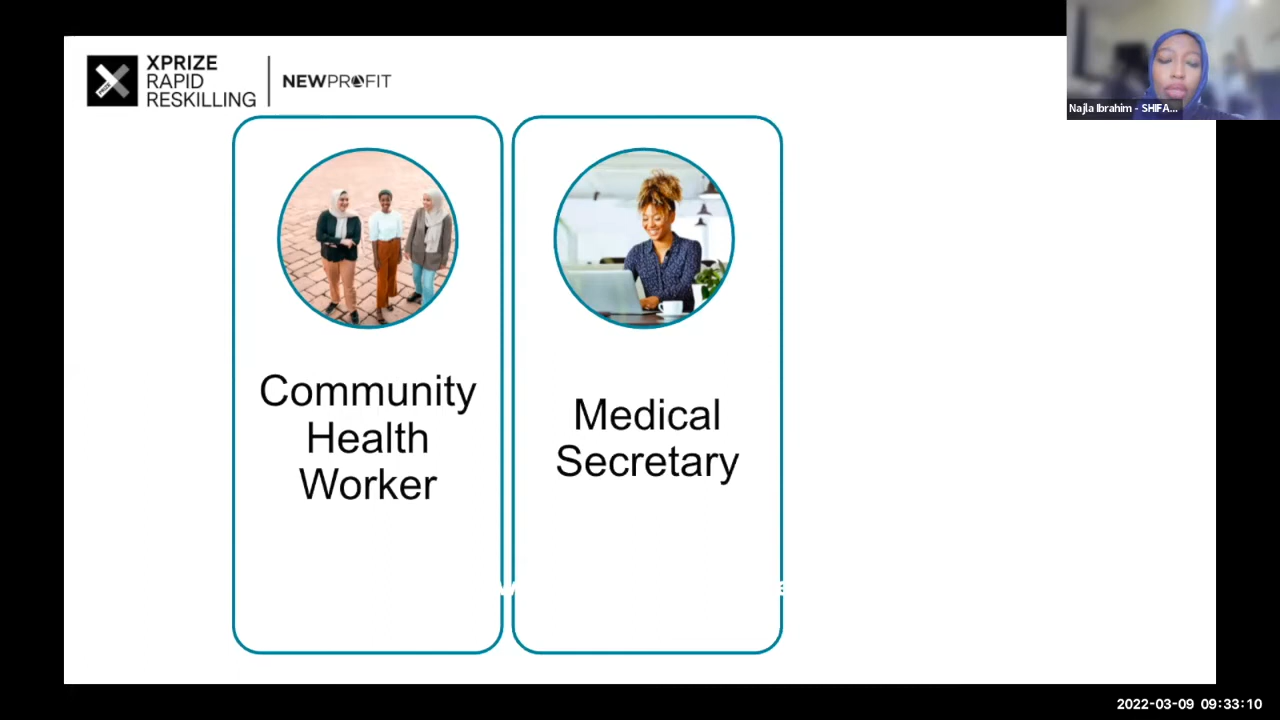 XPRIZE
RAPID
RESKILLING
NEWPROFIT
Najla Ibrahim - SHIFA...
Community
Health
Worker
Medical
Secretary
2022-03-09 09:33:10